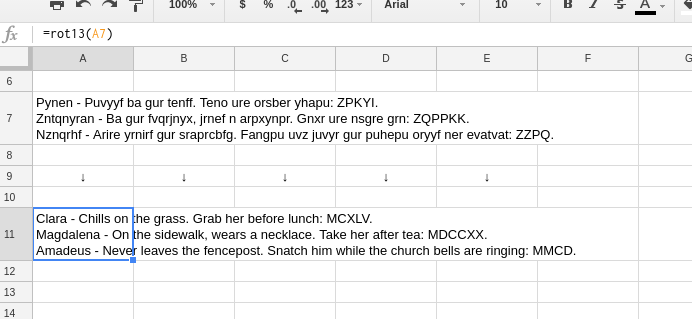 100% $ % .0 .00 123 Arial 10 B I S A
fx =rot13(A7)
A B C D E F G
6
7 Pynen - Puvyyf ba gur tenff. Teno ure orsber yhapu: ZPKYI.
Zntqnyran - Ba gur fvqrjnyx, jrnef n arpxynpr. Gnxr ure nsgre grn: ZQPPKK.
Nznqrhf - Arire yrnirf gur sraprcbfg. Fangpu uvz juvyr gur puhepu oryyf ner evatvat: ZZPQ.
8
9 ↓ ↓ ↓ ↓ ↓
10
11 Clara - Chills on the grass. Grab her before lunch: MCXLV.
Magdalena - On the sidewalk, wears a necklace. Take her after tea: MDCCXX.
Amadeus - Never leaves the fencepost. Snatch him while the church bells are ringing: MMCD.
12
13
14